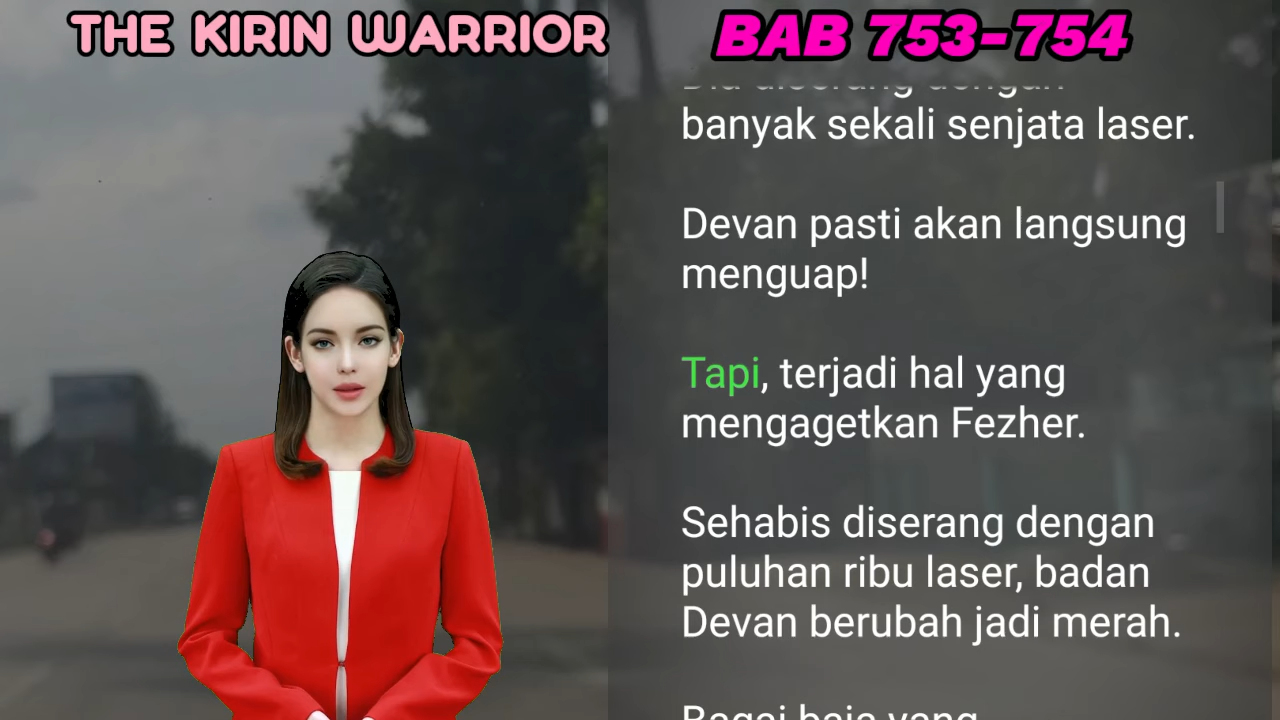 THE KIRIN WARRIOR
BAB 753-754
banyak sekali senjata laser.
Devan pasti akan langsung
menguap!
Tapi, terjadi hal yang
mengagetkan Fezher.
Sehabis diserang dengan
puluhan ribu laser, badan
Devan berubah jadi merah.